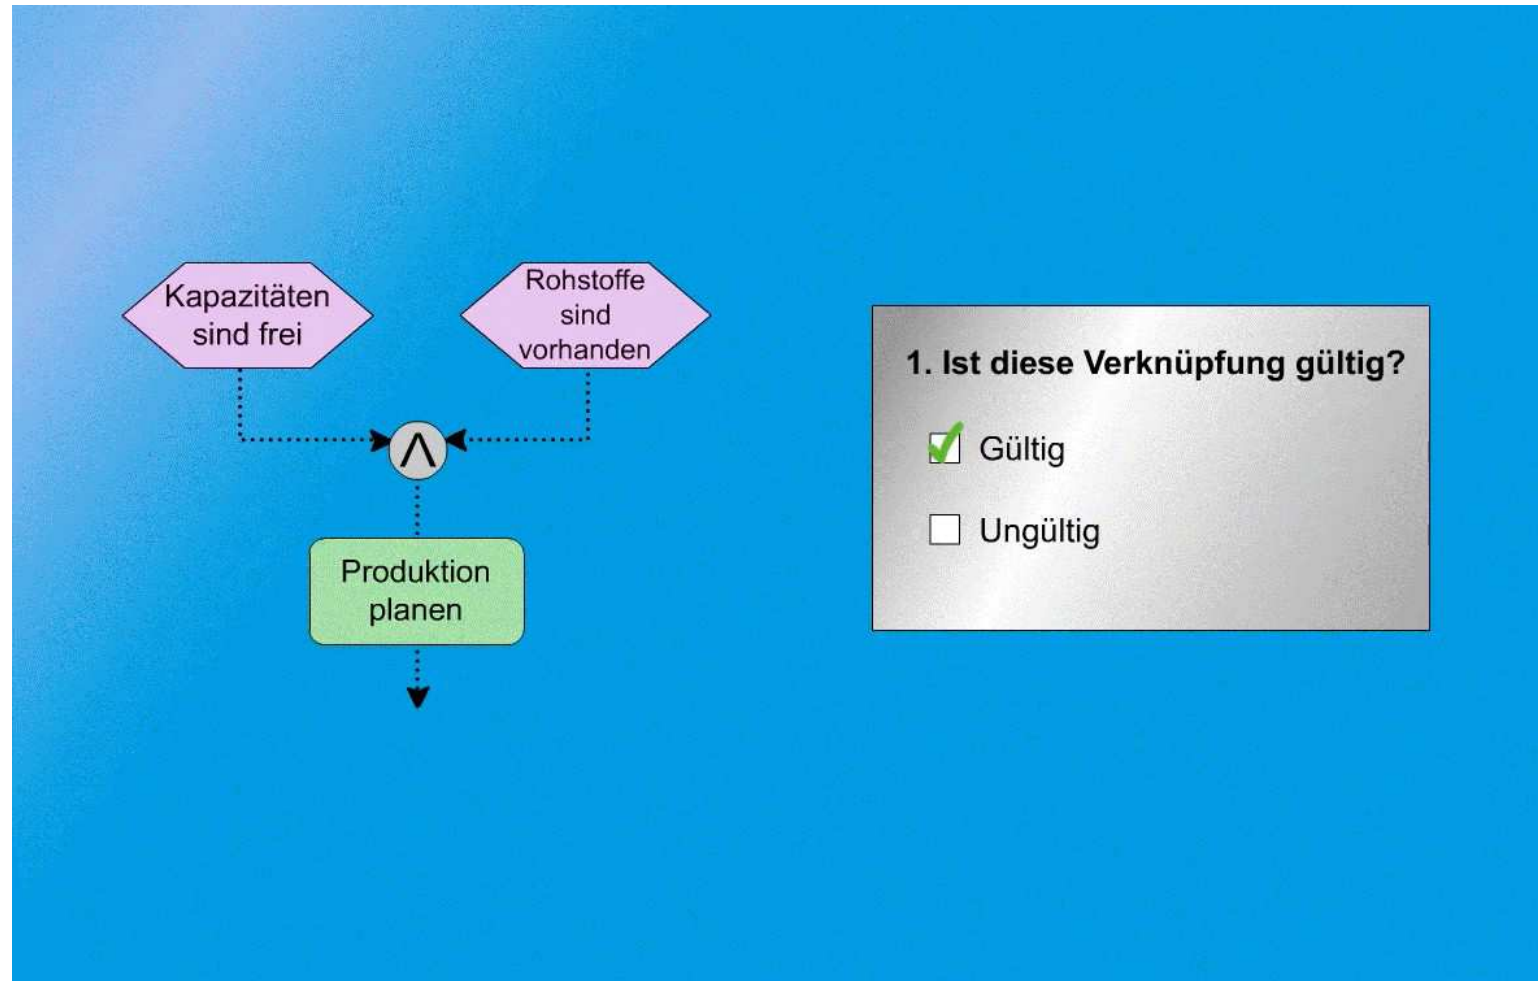 Kapazitäten
sind frei
Rohstoffe
sind
vorhanden
Λ
Produktion
planen
1. Ist diese Verknüpfung gültig?
Gültig
Ungültig